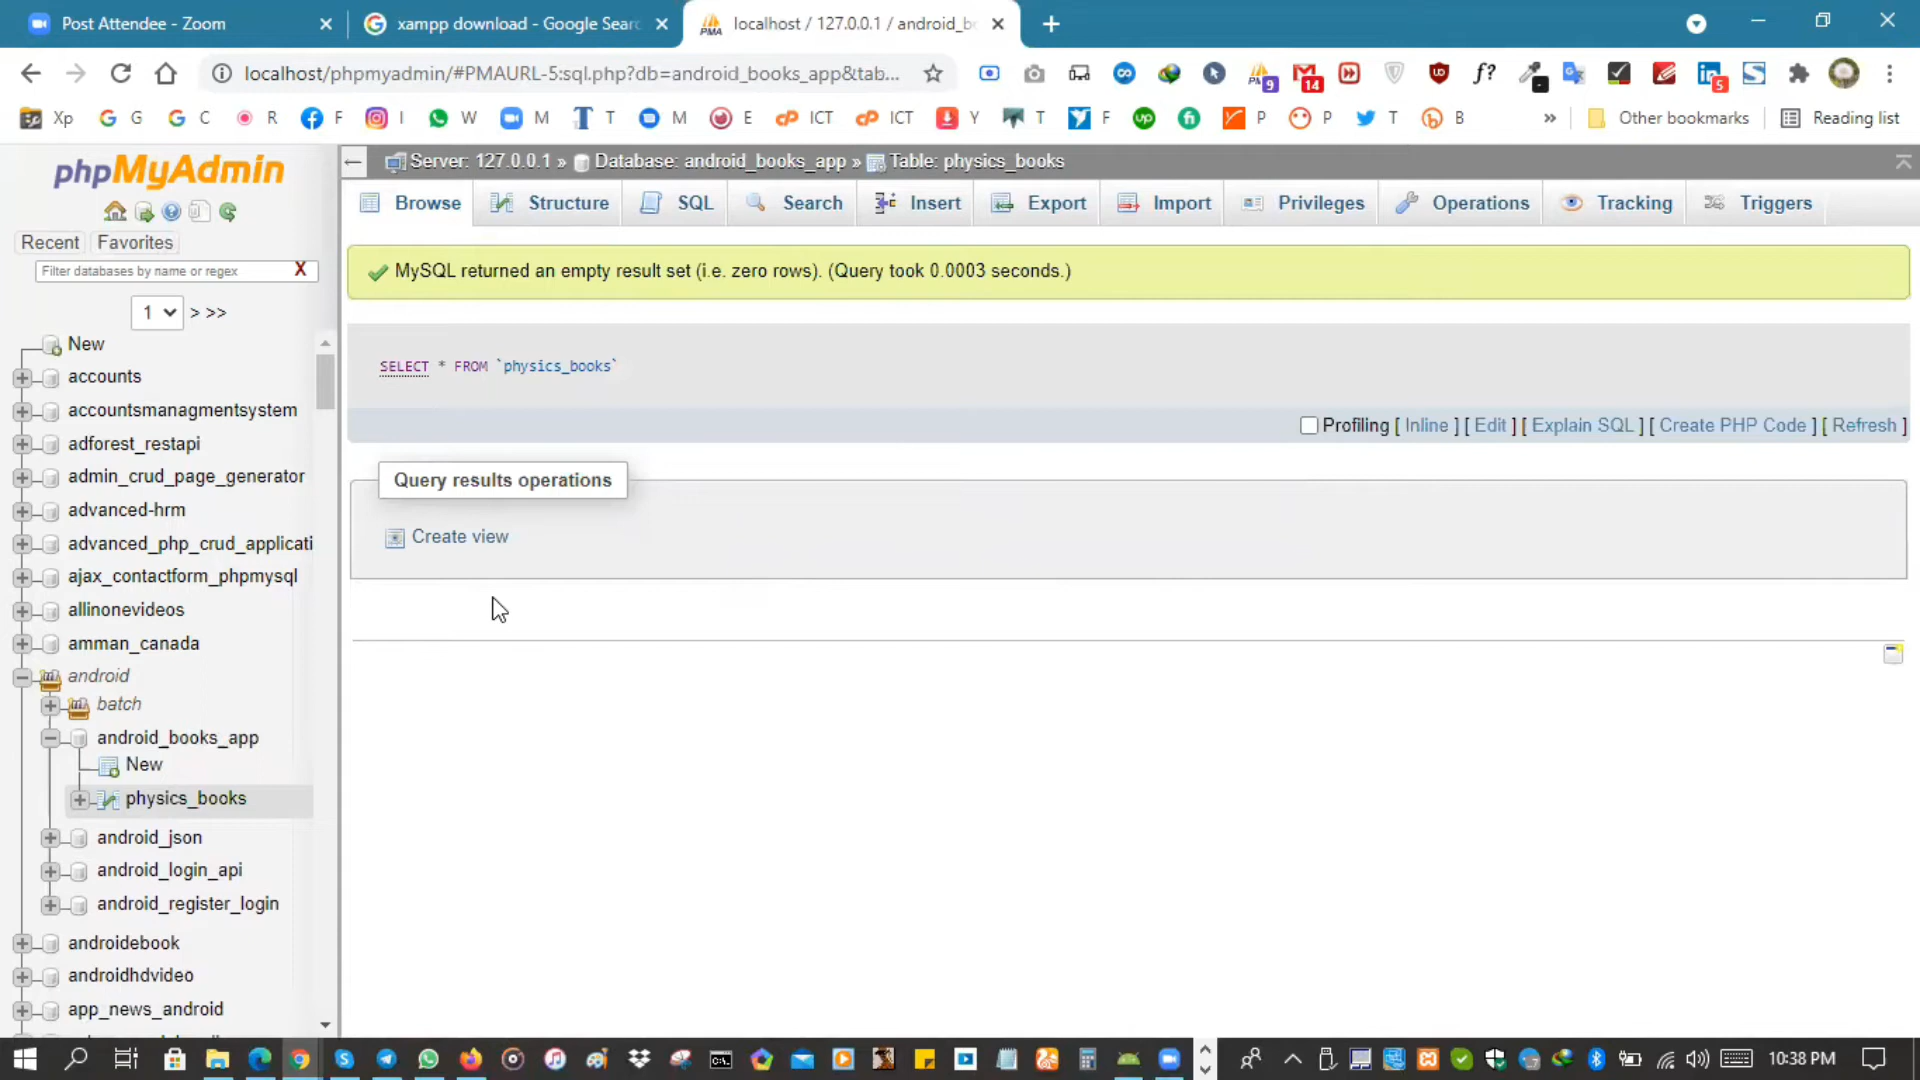 Post Attendee - Zoom
xampp download - Google Sear
localhost / 127.0.0.1 / android_b
localhost/phpmyadmin/#PMAURL-5:sql.php?db=android_books_app&tab...
f?
9
14
5
Xp
G
C
R
F
I
W
M
T
M
E
ICT
ICT
Y
T
F
P
P
T
B
»
Other bookmarks
Reading list
phpMyAdmin
Recent
Favorites
Filter databases by name or regex
X
1
> >>
New
accounts
accountsmanagmentsystem
adforest_restapi
admin_crud_page_generator
advanced-hrm
advanced_php_crud_applicati
ajax_contactform_phpmysql
allinonevideos
amman_canada
android
batch
android_books_app
New
physics_books
android_json
android_login_api
android_register_login
androidebook
androidhdvideo
app_news_android
Server: 127.0.0.1 » Database: android_books_app » Table: physics_books
Browse
Structure
SQL
Search
Insert
Export
Import
Privileges
Operations
Tracking
Triggers
MySQL returned an empty result set (i.e. zero rows). (Query took 0.0003 seconds.)
SELECT * FROM `physics_books`
Profiling [ Inline ] [ Edit ] [ Explain SQL ] [ Create PHP Code ] [ Refresh ]
Query results operations
Create view
10:38 PM